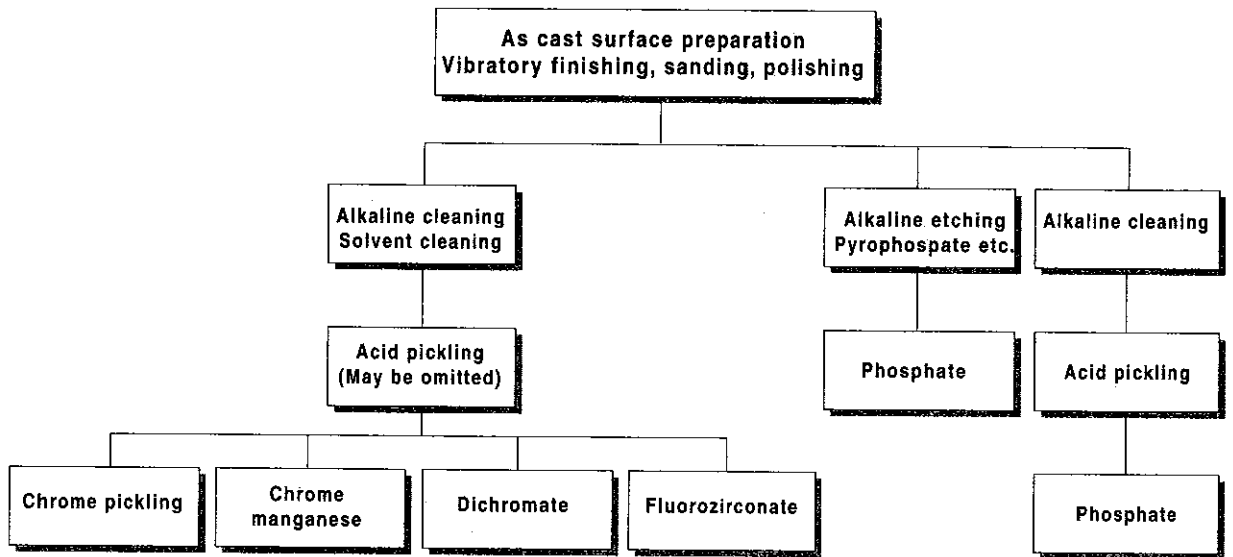 As cast surface preparation
Vibratory finishing, sanding, polishing
Alkaline cleaning
Solvent cleaning
Alkaline etching
Pyrophospate etc.
Alkaline cleaning
Acid pickling
(May be omitted)
Phosphate
Acid pickling
Chrome pickling
Chrome
manganese
Dichromate
Fluorozirconate
Phosphate